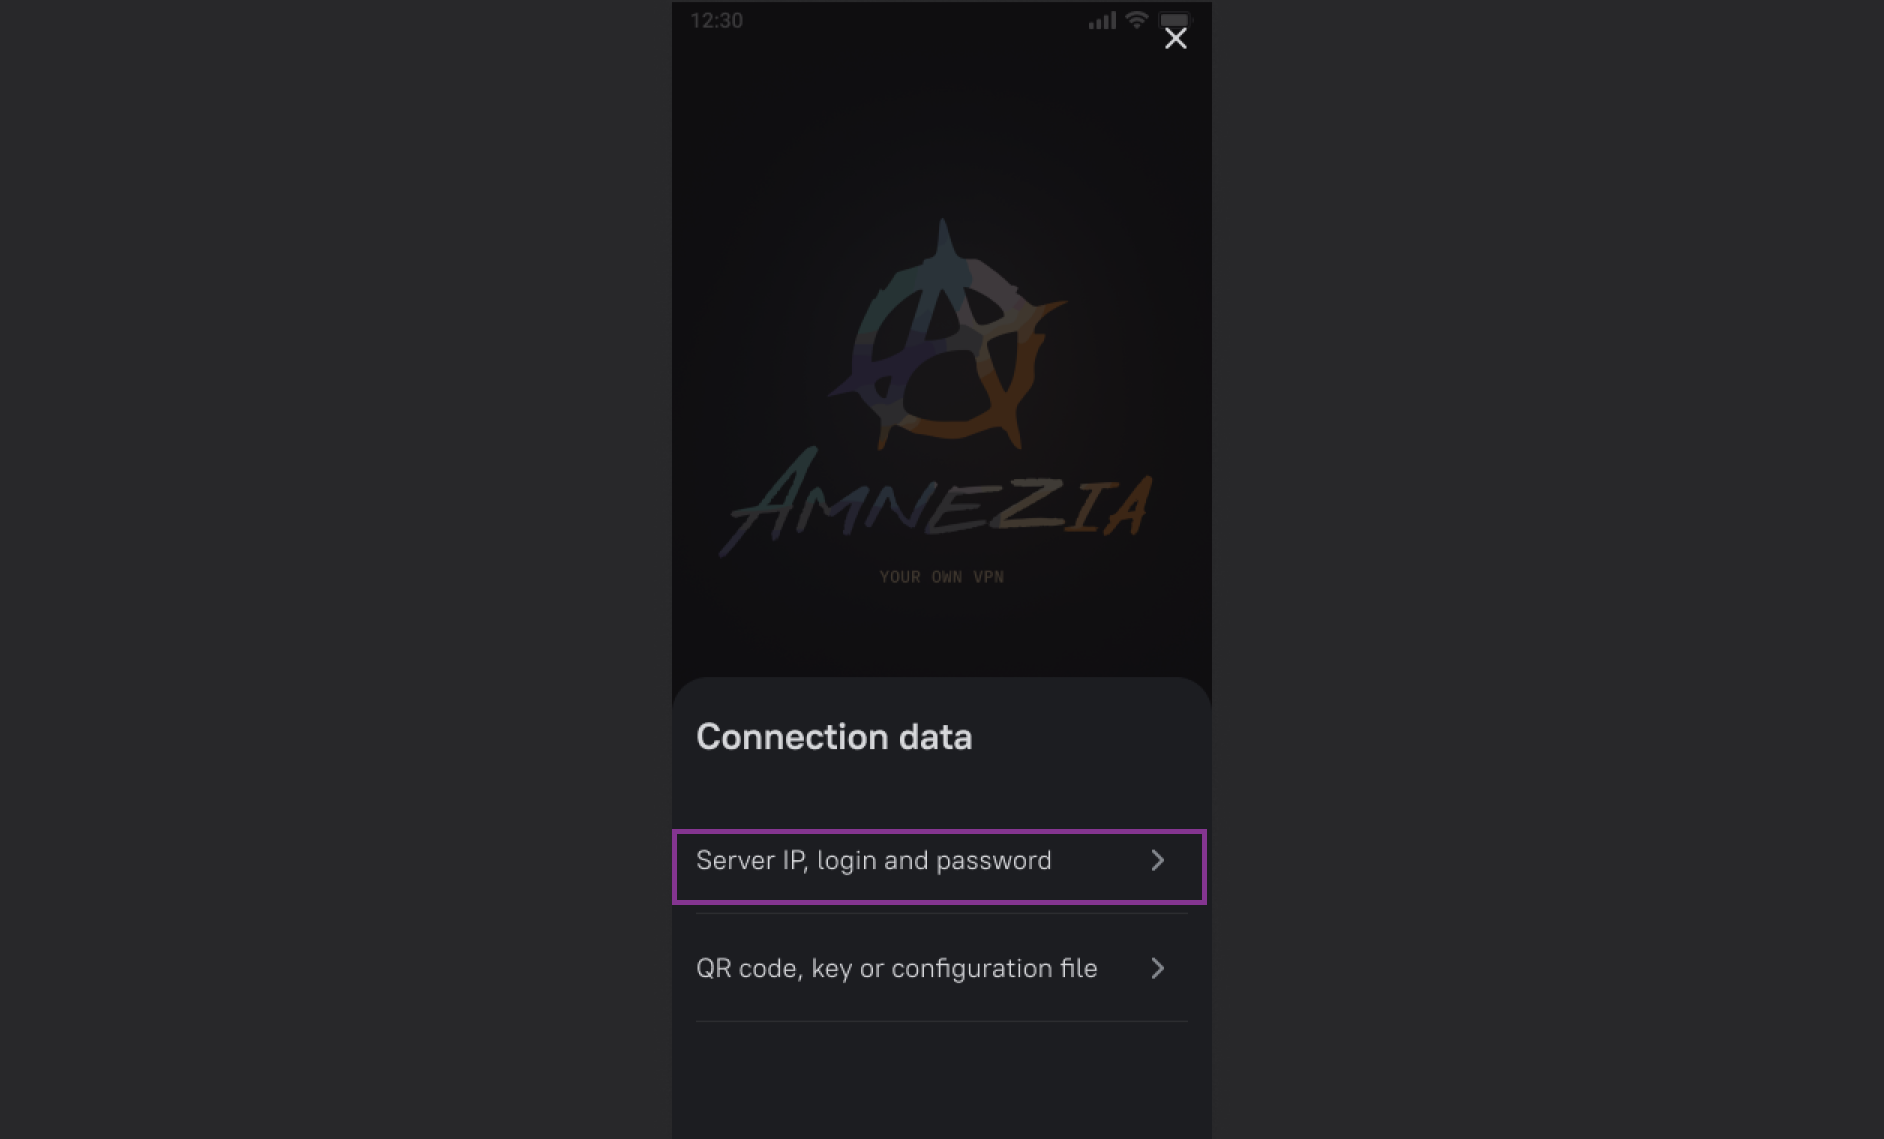 12:30
AMNEZIA
YOUR OWN VPN
Connection data
Server IP, login and password
QR code, key or configuration file